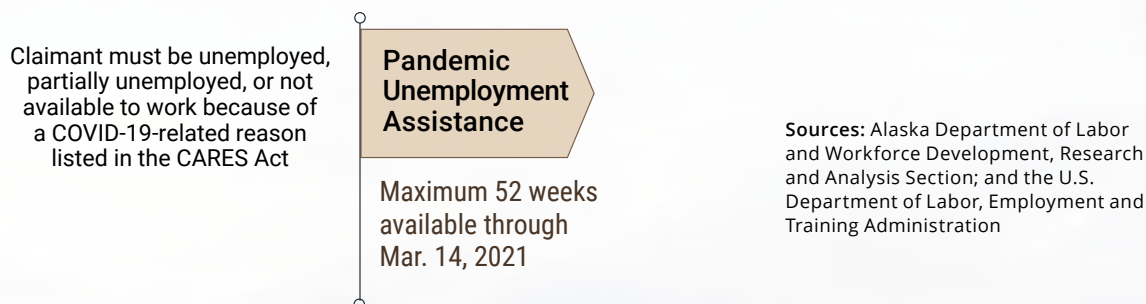 Claimant must be unemployed,
partially unemployed, or not
available to work because of
a COVID-19-related reason
listed in the CARES Act
Pandemic
Unemployment
Assistance
Maximum 52 weeks
available through
Mar. 14, 2021
Sources: Alaska Department of Labor
and Workforce Development, Research
and Analysis Section; and the U.S.
Department of Labor, Employment and
Training Administration